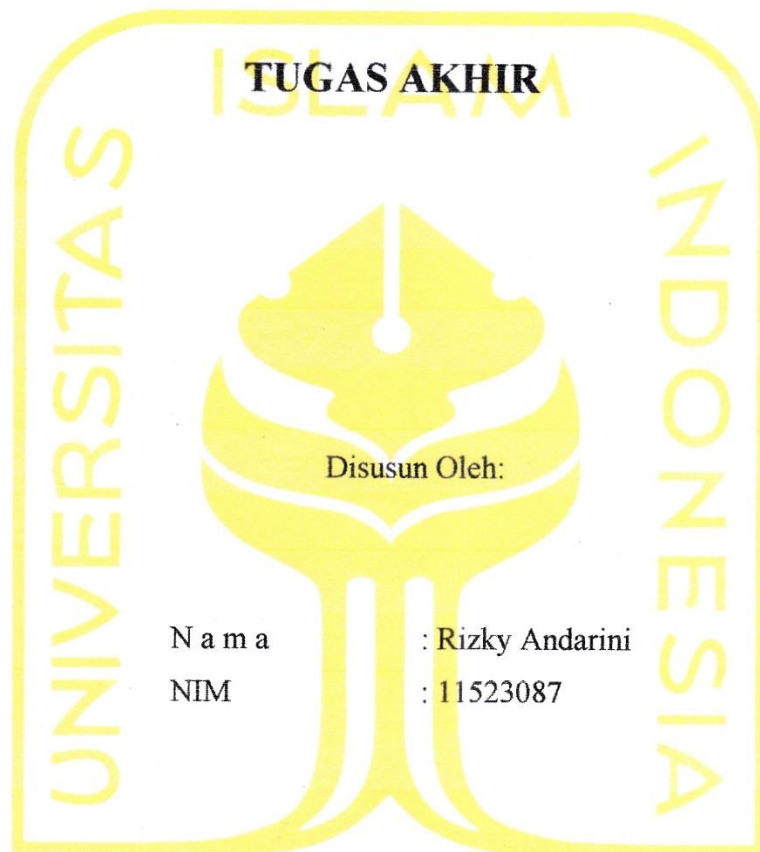 ISLAM
TUGAS AKHIR
UNIVERSITAS
INDONESIA
Disusun Oleh:
N a m a : Rizky Andarini
NIM : 11523087